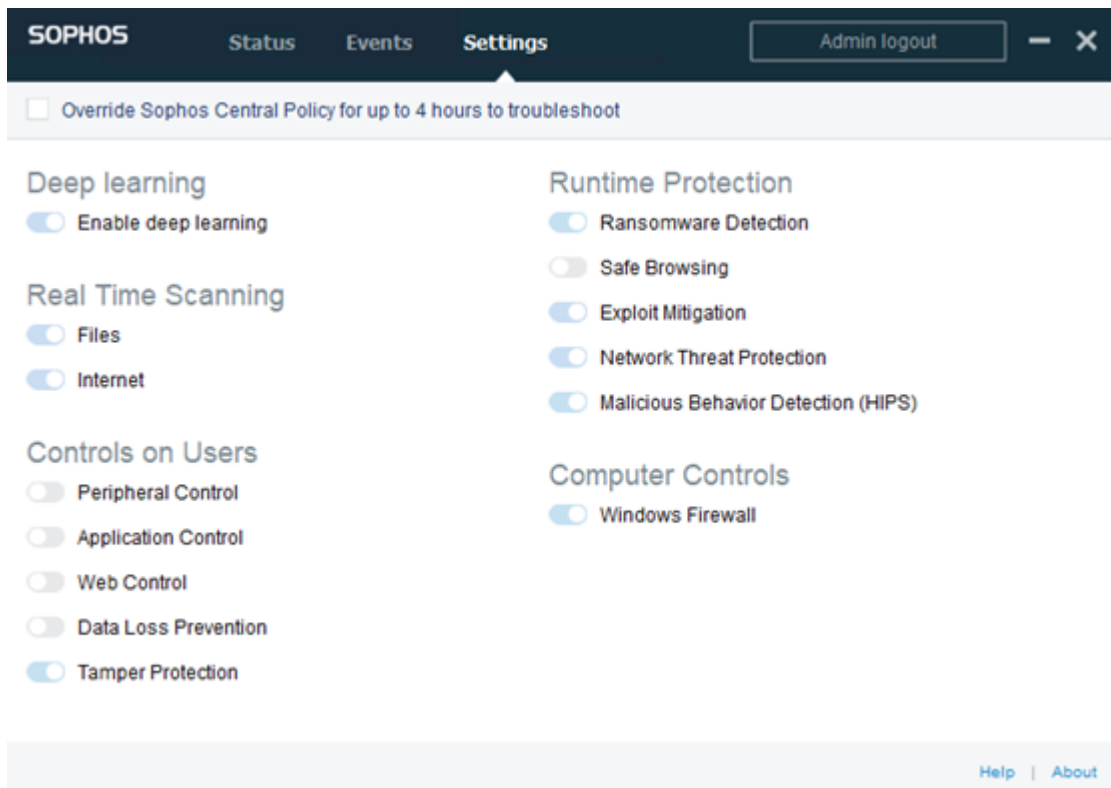 SOPHOS Status Events Settings Admin logout
Override Sophos Central Policy for up to 4 hours to troubleshoot
Deep learning
Enable deep learning
Real Time Scanning
Files
Internet
Controls on Users
Peripheral Control
Application Control
Web Control
Data Loss Prevention
Tamper Protection
Runtime Protection
Ransomware Detection
Safe Browsing
Exploit Mitigation
Network Threat Protection
Malicious Behavior Detection (HIPS)
Computer Controls
Windows Firewall
Help | About